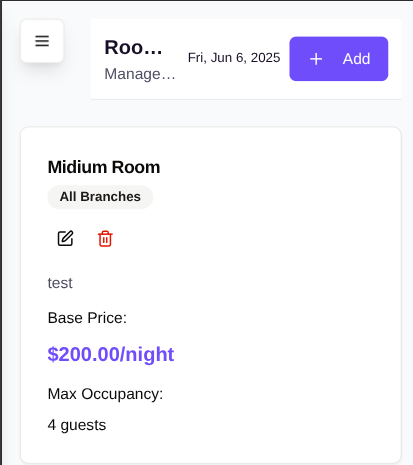 Roo...
Manage...
Fri, Jun 6, 2025
Add
Midium Room
All Branches
test
Base Price:
$200.00/night
Max Occupancy:
4 guests